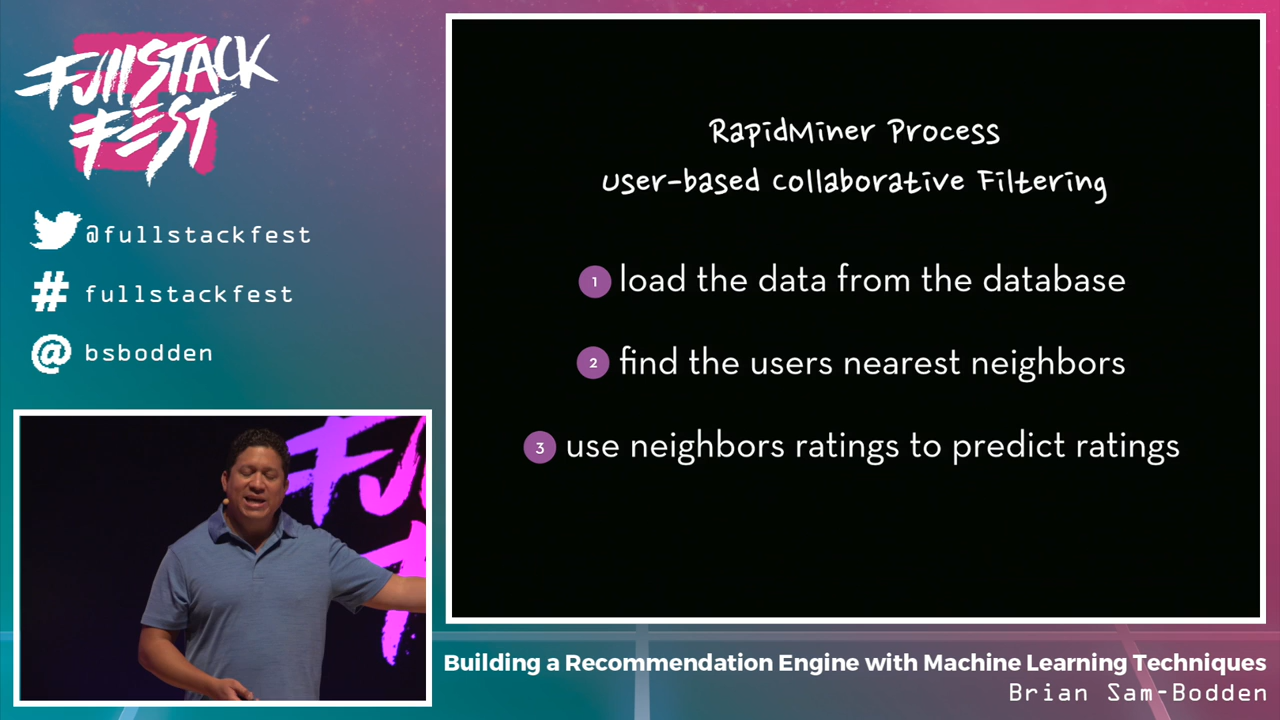 FullSTACK
FEST
@fullstackfest
# fullstackfest
@ bsbodden
RapidMiner Process
User-based Collaborative Filtering
1 load the data from the database
2 find the users nearest neighbors
3 use neighbors ratings to predict ratings
Building a Recommendation Engine with Machine Learning Techniques
Brian Sam-Bodden